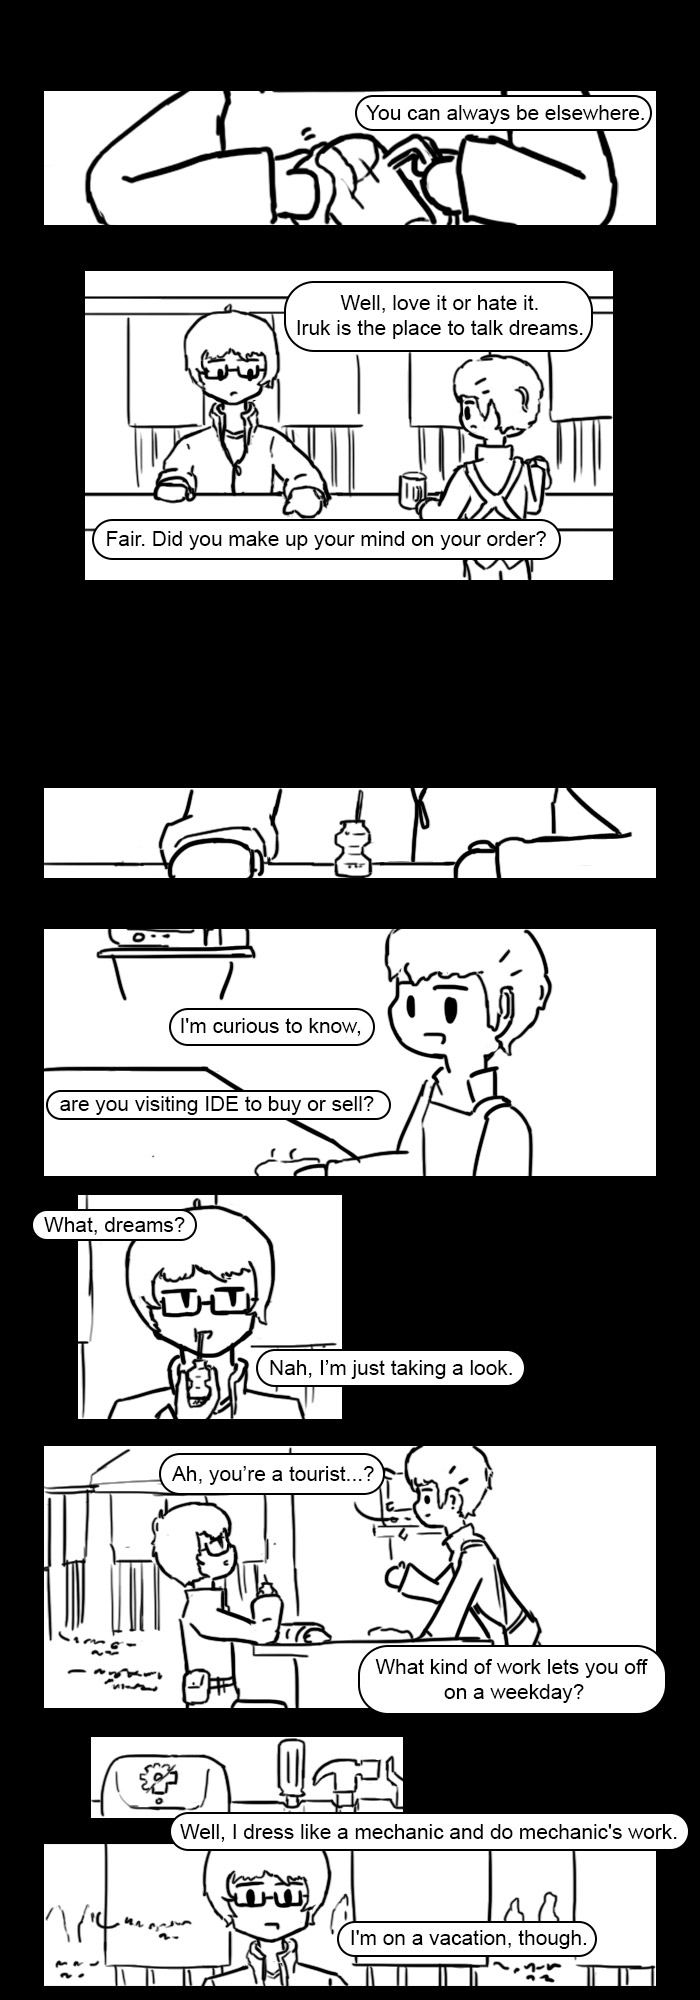 You can always be elsewhere.
Well, love it or hate it.
Iruk is the place to talk dreams.
Fair. Did you make up your mind on your order?
I'm curious to know,
are you visiting IDE to buy or sell?
What, dreams?
Nah, I’m just taking a look.
Ah, you’re a tourist...?
What kind of work lets you off
on a weekday?
Well, I dress like a mechanic and do mechanic's work.
I'm on a vacation, though.